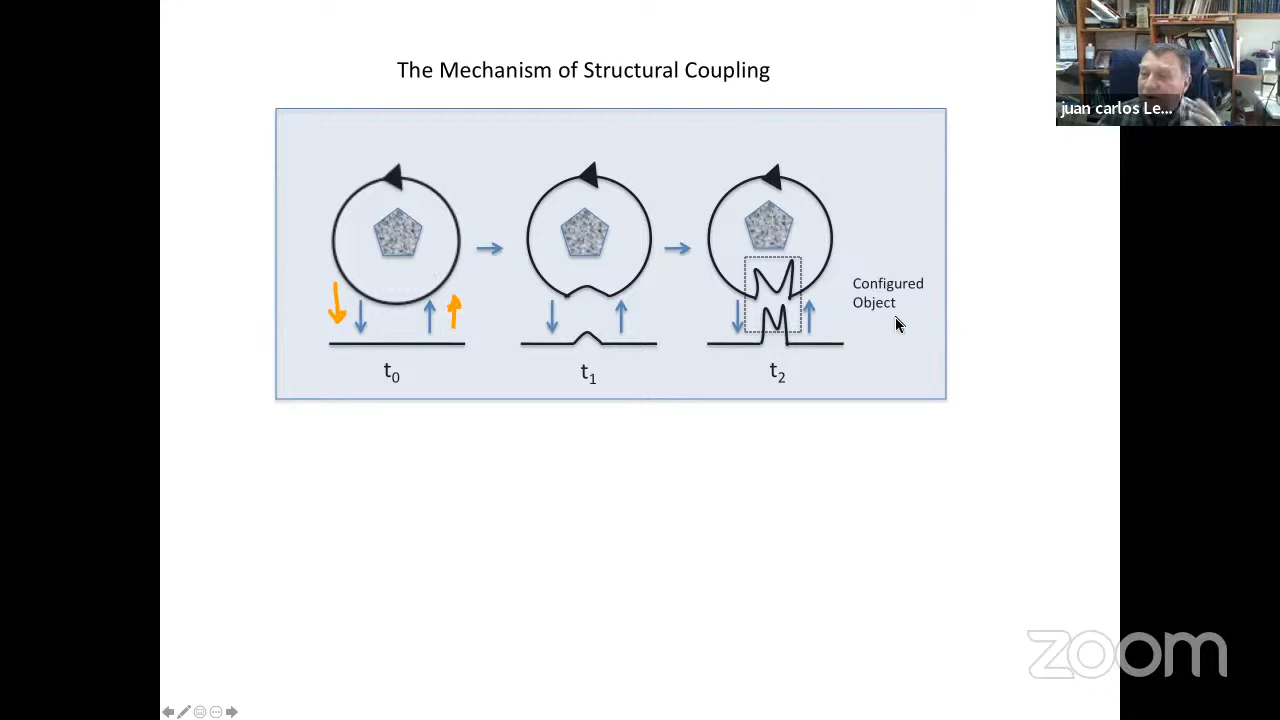 The Mechanism of Structural Coupling
juan carlos Le...
Configured
Object
t0
t1
t2
zoom